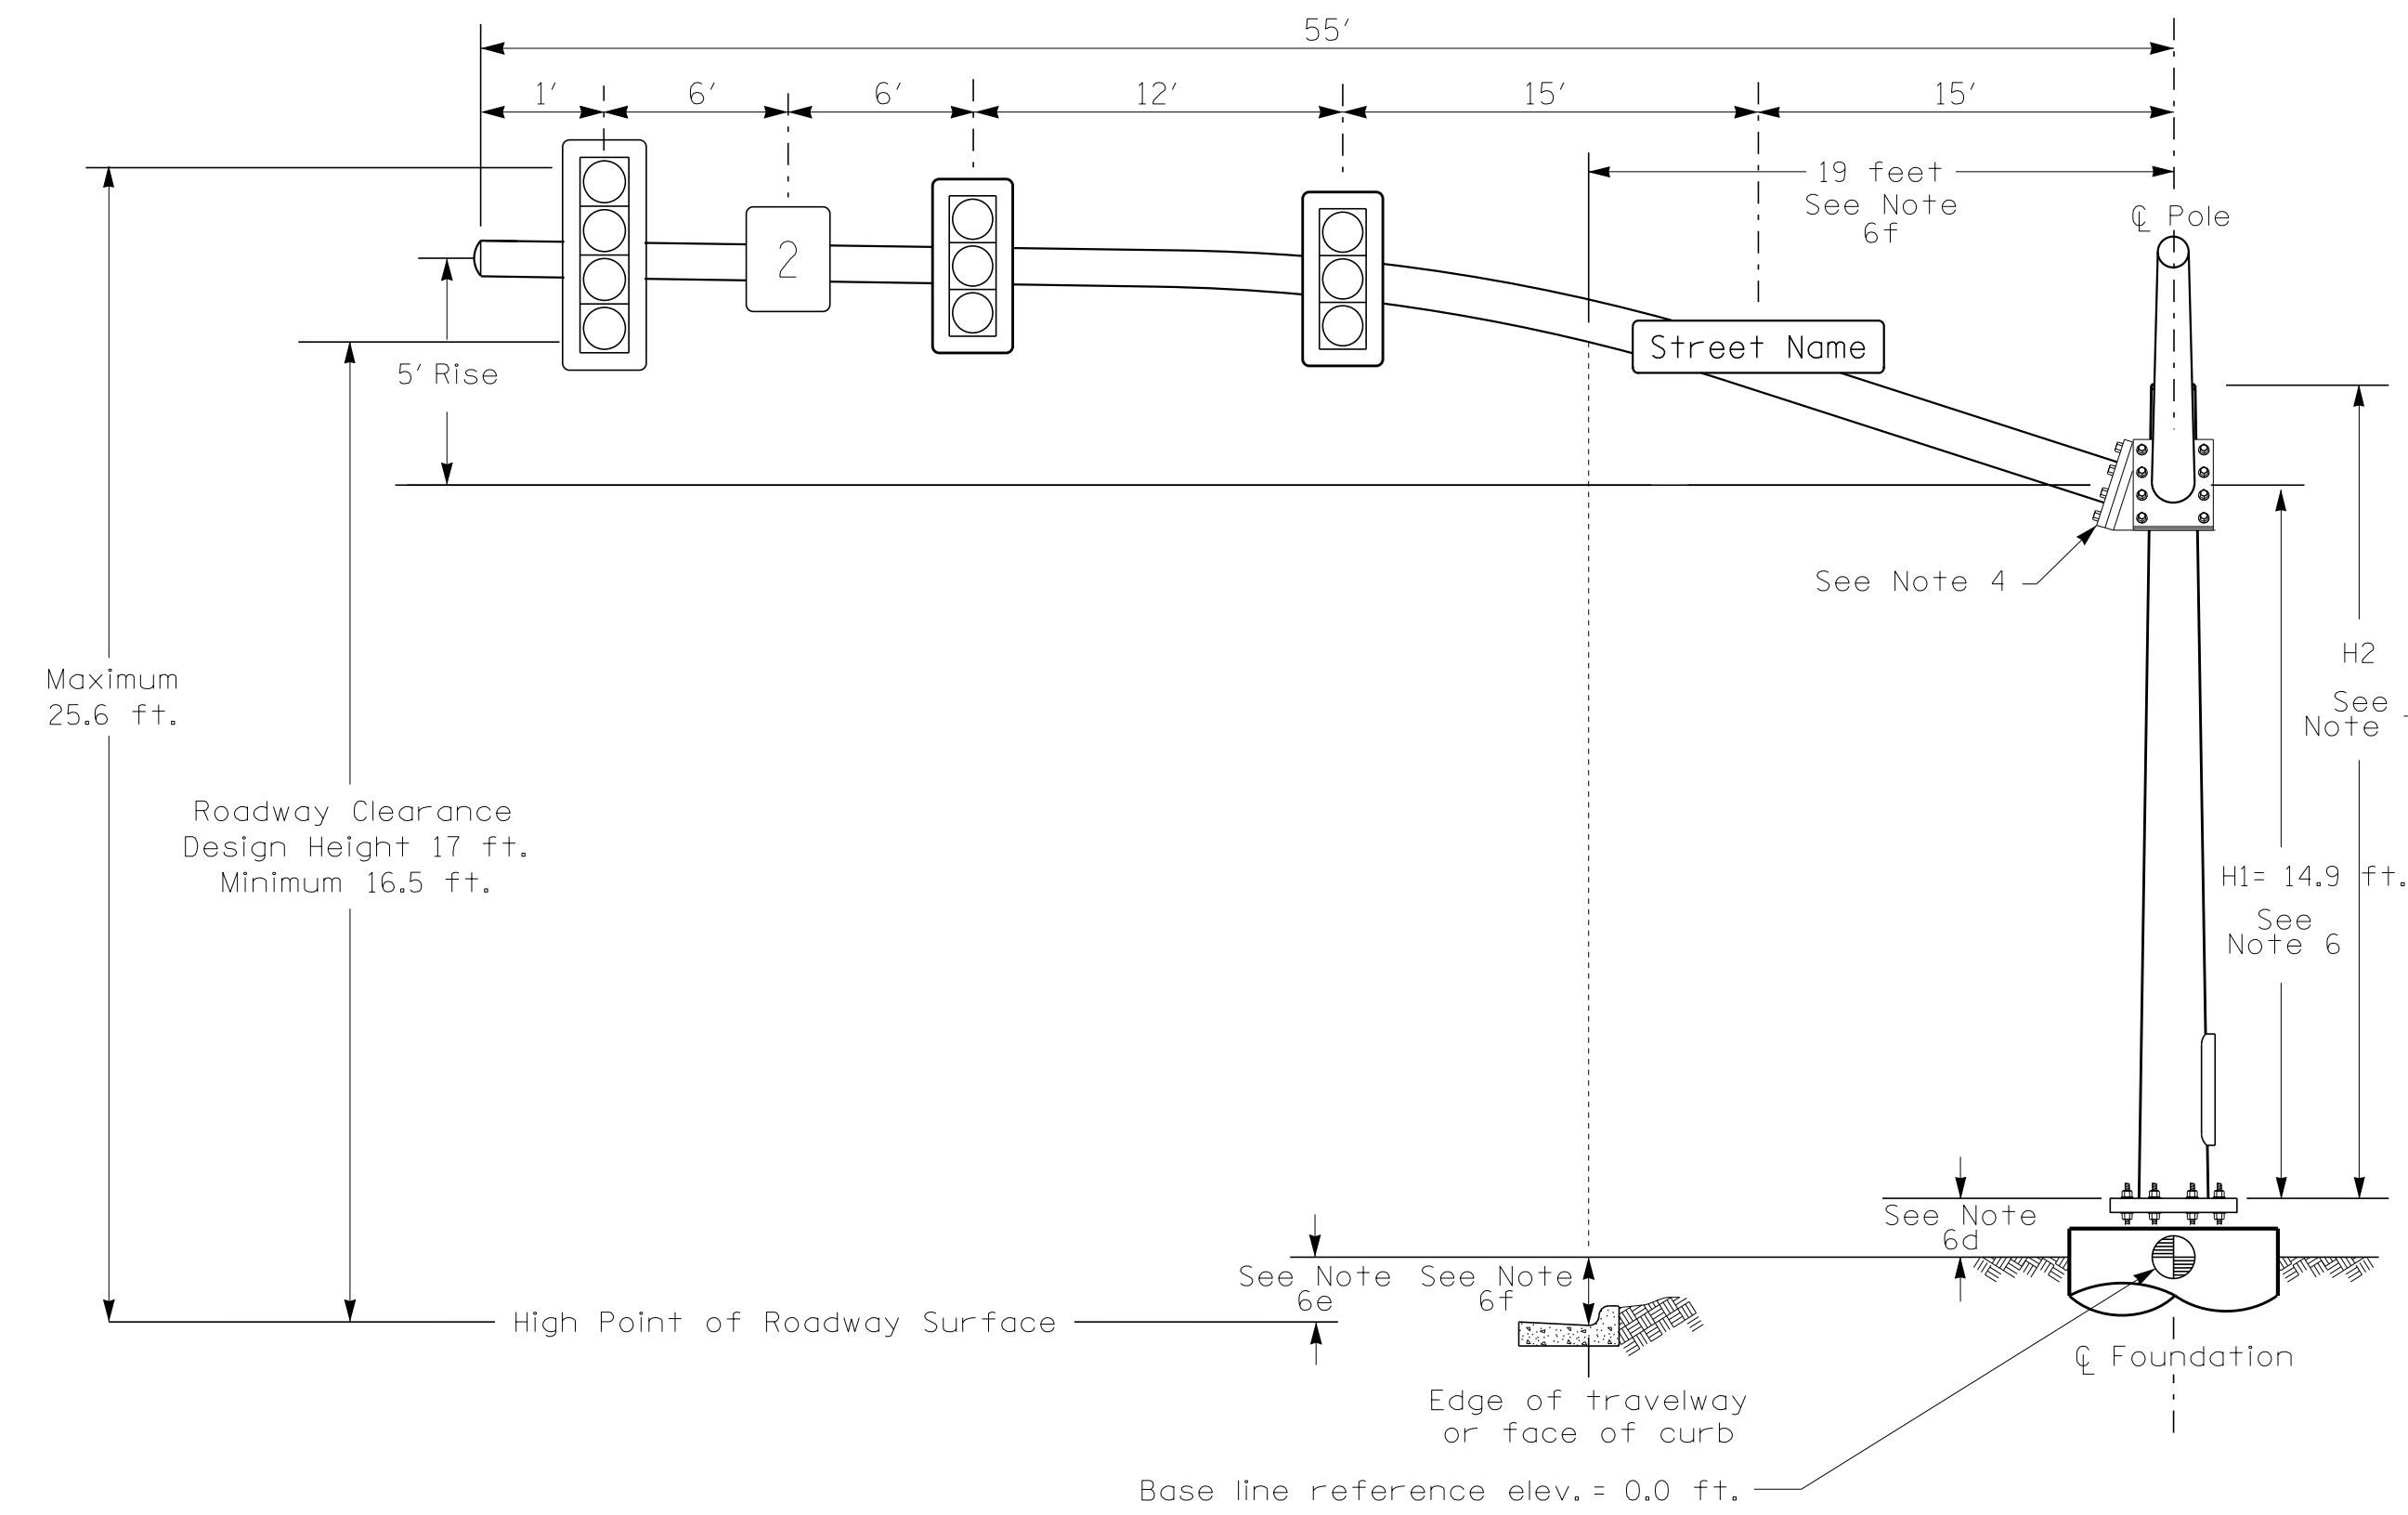 55′
1′
6′
6′
12′
15′
15′
19 feet
See Note
6f
℄ Pole
2
Street Name
5′ Rise
See Note 4
H2
See
Note
Maximum
25.6 ft.
Roadway Clearance
Design Height 17 ft.
Minimum 16.5 ft.
H1= 14.9 ft.
See
Note 6
See Note
6d
See Note
6e
See Note
6f
High Point of Roadway Surface
℄ Foundation
Edge of travelway
or face of curb
Base line reference elev. = 0.0 ft.